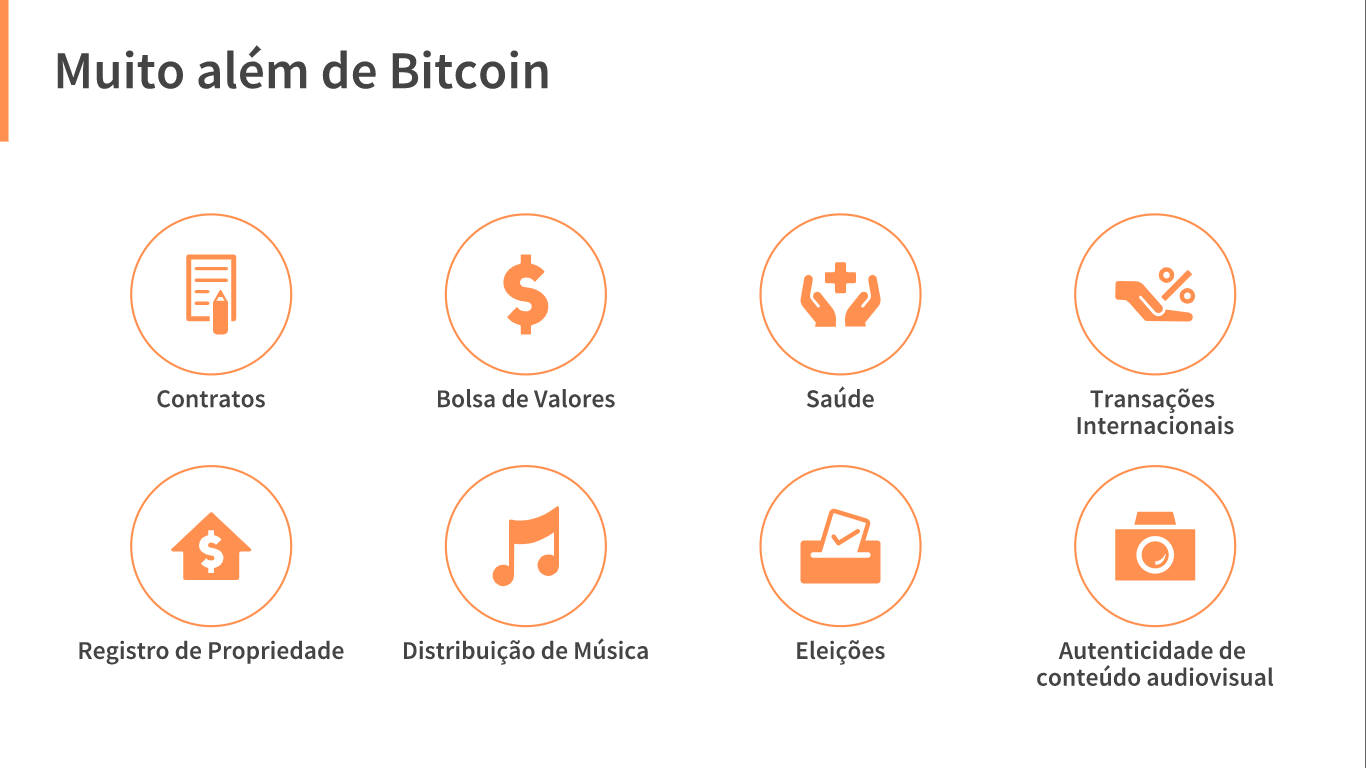 Muito além de Bitcoin
Contratos
Bolsa de Valores
Saúde
Transações
Internacionais
Registro de Propriedade
Distribuição de Música
Eleições
Autenticidade de
conteúdo audiovisual